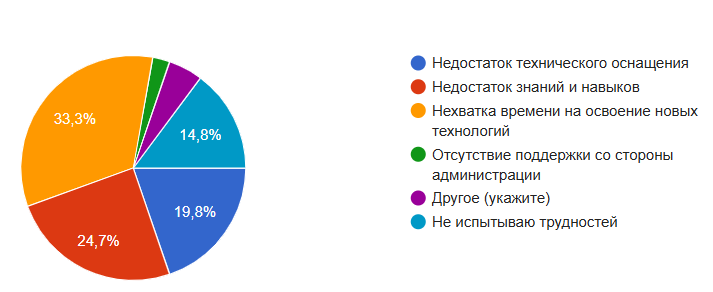 33,3%
14,8%
19,8%
24,7%
Недостаток технического оснащения
Недостаток знаний и навыков
Нехватка времени на освоение новых
технологий
Отсутствие поддержки со стороны
администрации
Другое (укажите)
Не испытываю трудностей